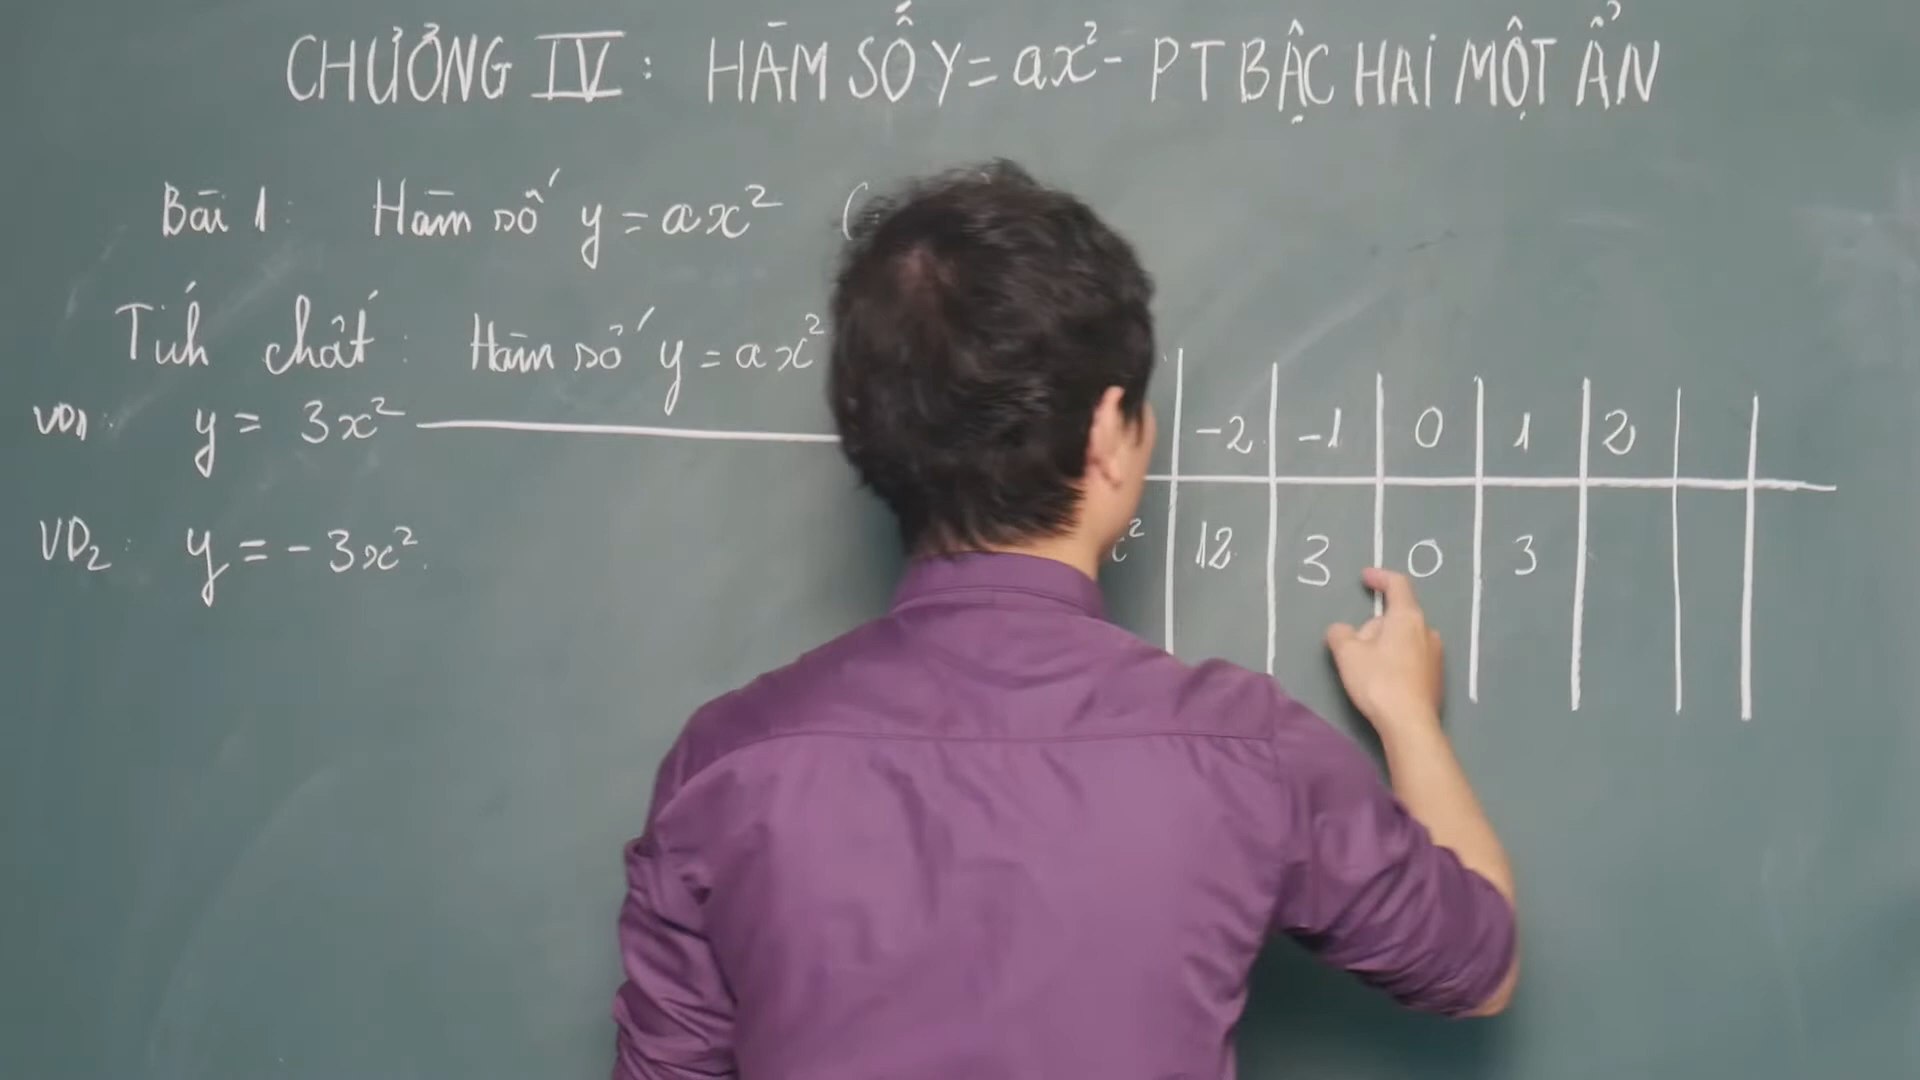 CHƯƠNG IV: HÀM SỐ Y = ax² - PT BẬC HAI MỘT ẨN
Bài 1: Hàm số y = ax² (
Tính chất: Hàm số y = ax²
VD1: y = 3x²
-2 -1 0 1 2
VD2: y = -3x².
x² 12 3 0 3